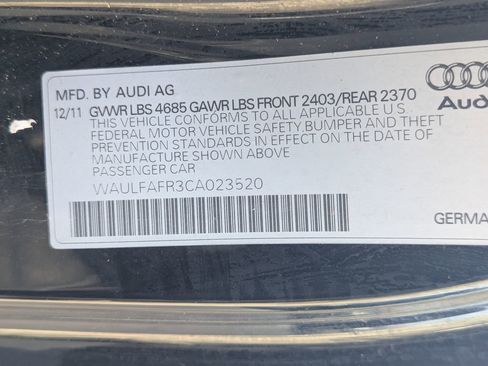 MFD. BY AUDI AG
12/11 GVWR LBS 4685 GAWR LBS FRONT 2403/REAR 2370
THIS VEHICLE CONFORMS TO ALL APPLICABLE U S
FEDERAL MOTOR VEHICLE SAFETY,BUMPER AND THEFT
PREVENTION STANDARDS IN EFFECT ON THE DATE OF
MANUFACTURE SHOWN ABOVE
PASSENGER CAR
WAULFAFR3CA023520
Aud
GERMA